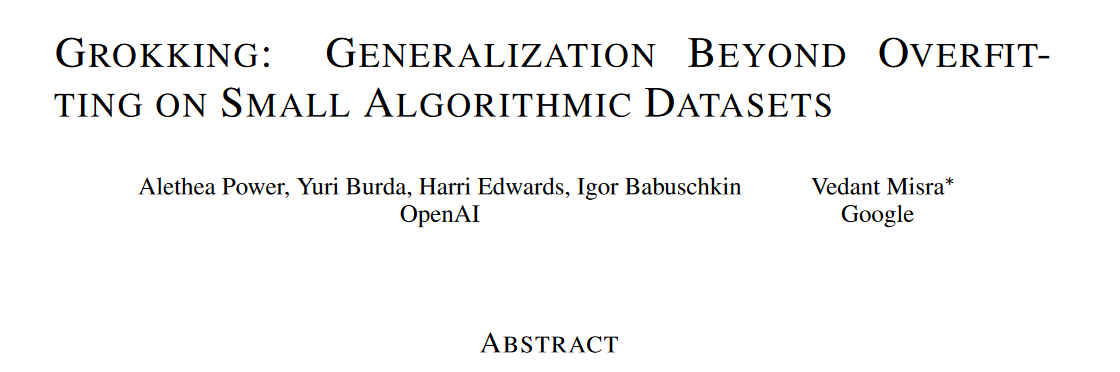 GROKKING: GENERALIZATION BEYOND OVERFIT-
TING ON SMALL ALGORITHMIC DATASETS
Alethea Power, Yuri Burda, Harri Edwards, Igor Babuschkin Vedant Misra*
OpenAI Google
ABSTRACT